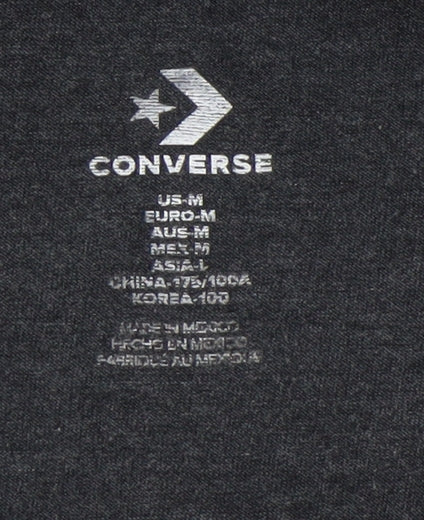 CONVERSE
US-M
EURO-M
AUS-M
MEX-M
ASIA-L
CHINA-175/100A
KOREA-100
MADE IN MEXICO
HECHO EN MEXICO
FABRIQUÉ AU MEXIQUE